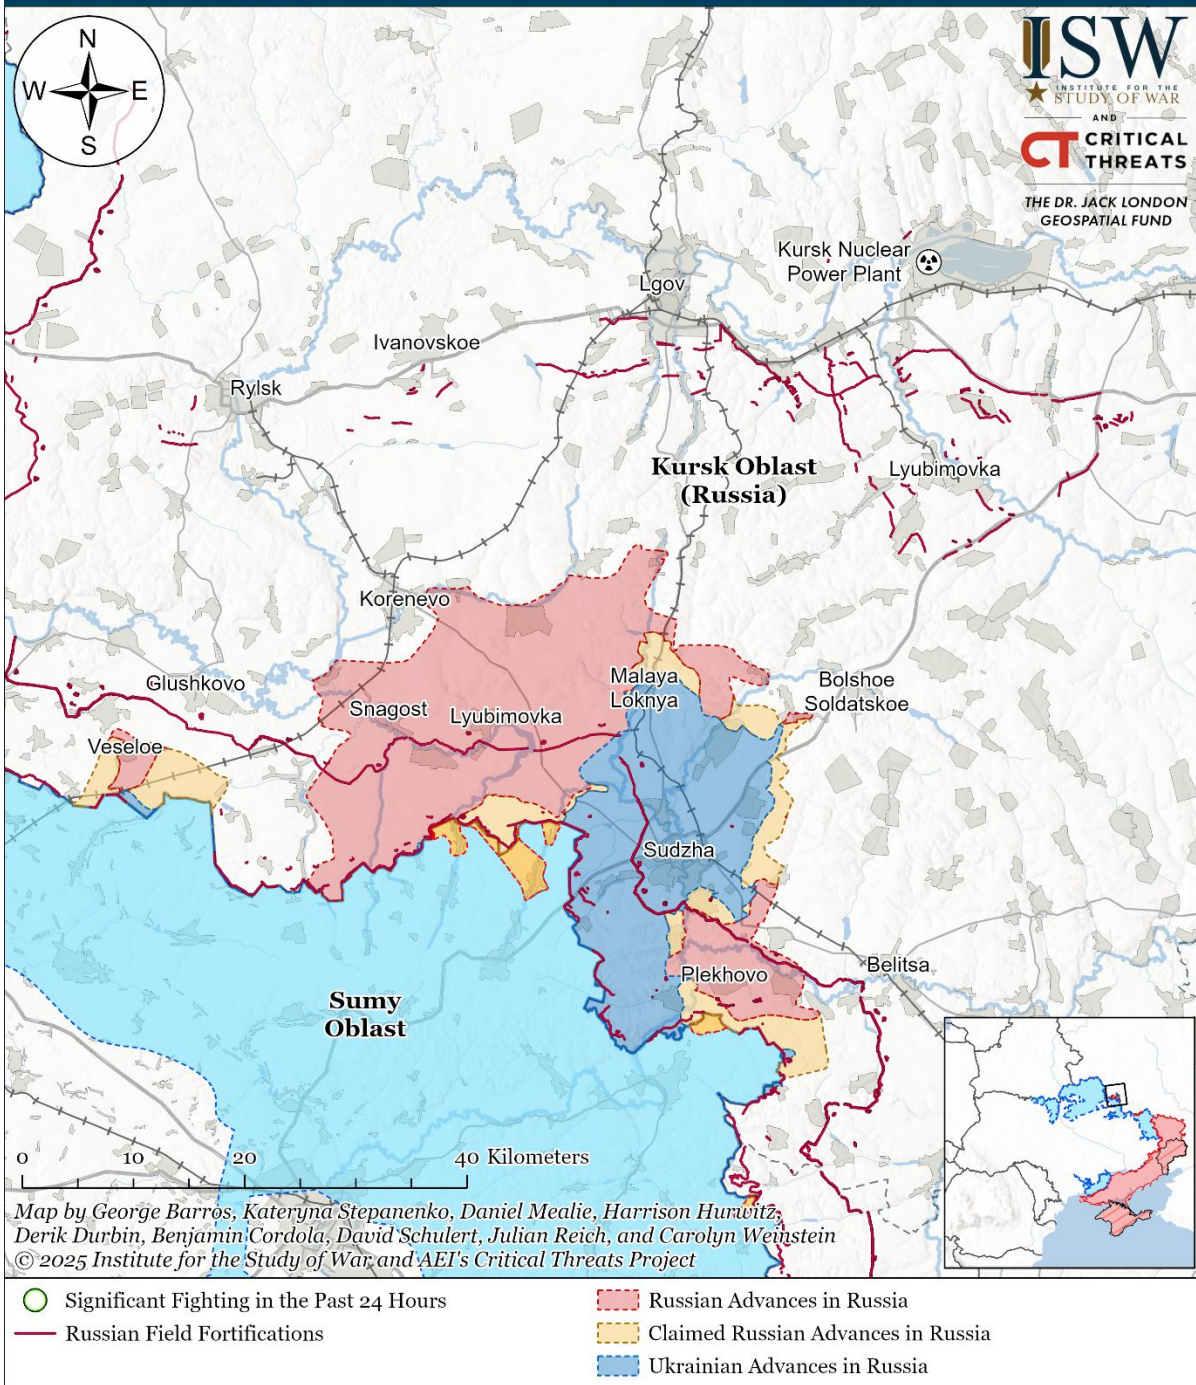 N
W E
S
ISW
INSTITUTE FOR THE
STUDY OF WAR
AND
CT CRITICAL
THREATS
THE DR. JACK LONDON
GEOSPATIAL FUND
Kursk Nuclear
Power Plant
Lgov
Ivanovskoe
Rylsk
Kursk Oblast
(Russia)
Lyubimovka
Korenevo
Glushkovo
Malaya
Loknya
Bolshoe
Soldatskoe
Snagost
Lyubimovka
Veseloe
Sudzha
Plekhovo
Belitsa
Sumy
Oblast
0 10 20 40 Kilometers
Map by George Barros, Kateryna Stepanenko, Daniel Mealie, Harrison Hurwitz,
Derik Durbin, Benjamin Cordola, David Schulert, Julian Reich, and Carolyn Weinstein
© 2025 Institute for the Study of War and AEI's Critical Threats Project
Significant Fighting in the Past 24 Hours
Russian Field Fortifications
Russian Advances in Russia
Claimed Russian Advances in Russia
Ukrainian Advances in Russia